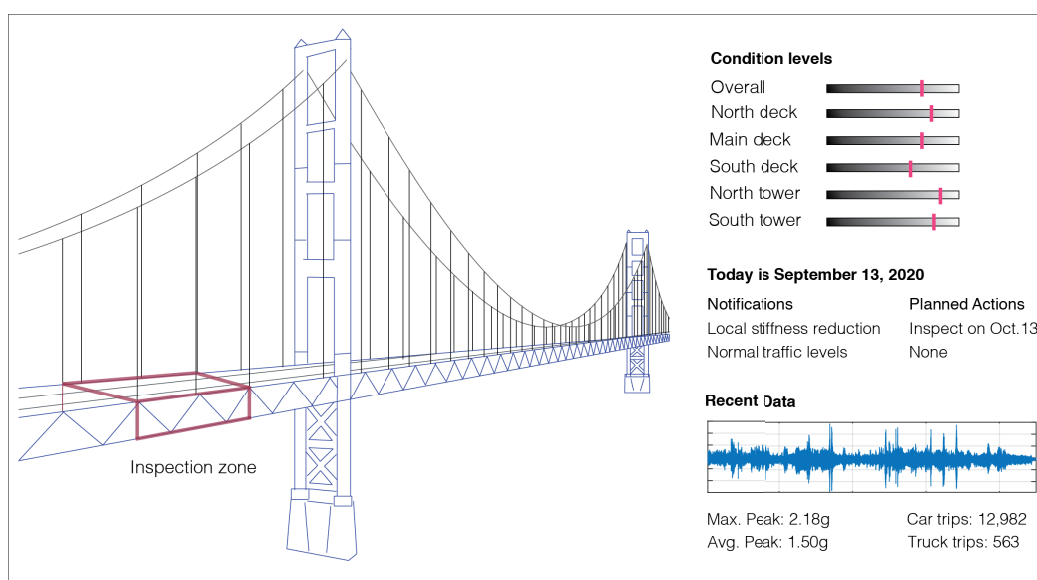 Condition levels
Overall
North deck
Main deck
South deck
North tower
South tower
Today is September 13, 2020
Notifications Planned Actions
Local stiffness reduction Inspect on Oct. 13
Normal traffic levels None
Recent Data
Max. Peak: 2.18g Car trips: 12,982
Avg. Peak: 1.50g Truck trips: 563
Inspection zone